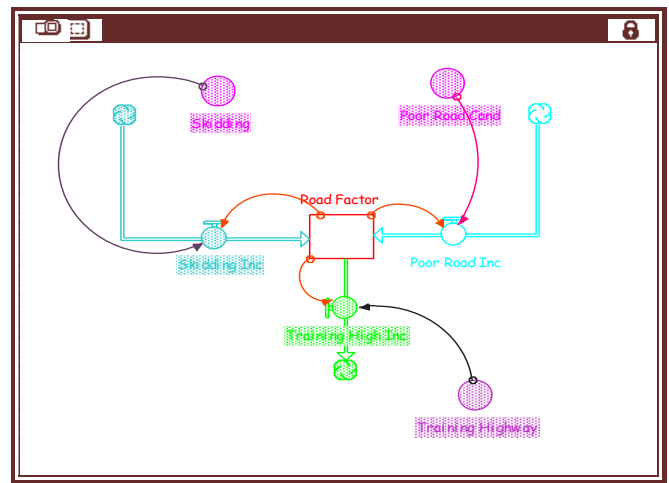 Skidding
Poor Road Cond
Road Factor
Skidding Inc
Poor Road Inc
Training High Inc
Training Highway